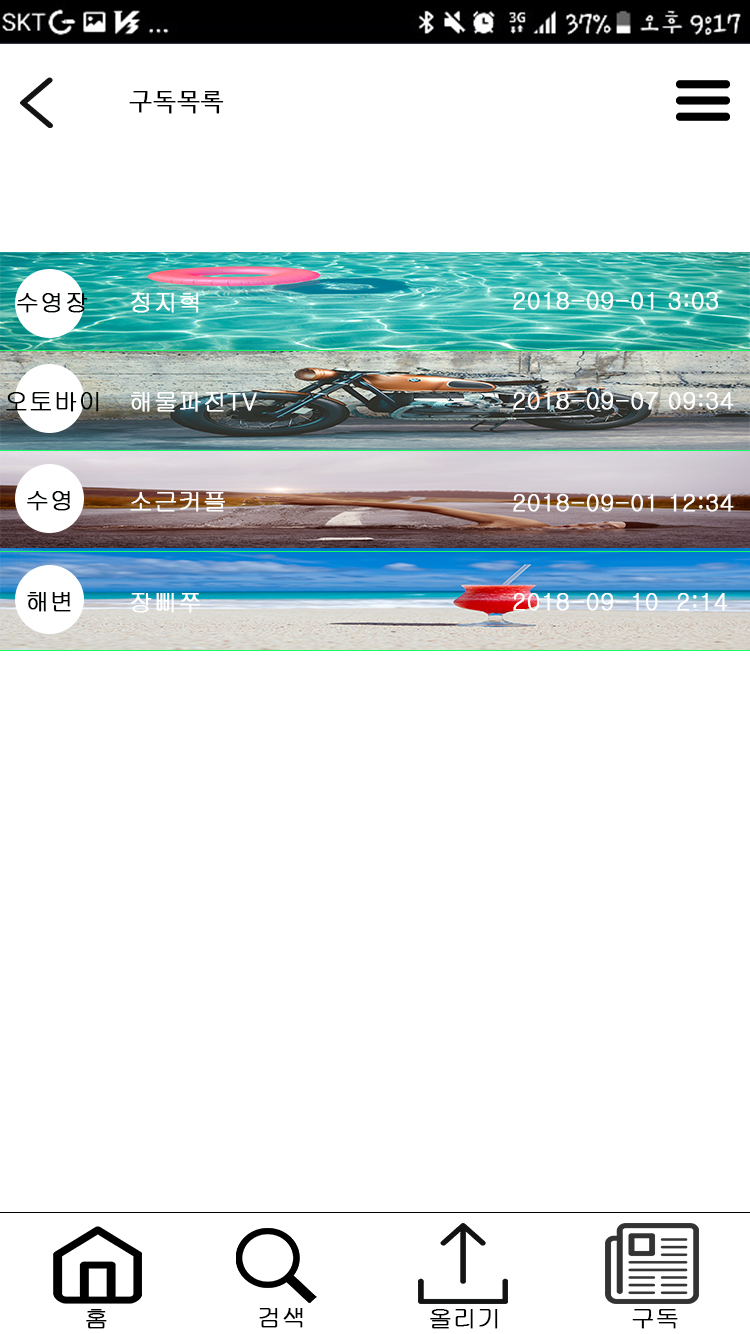 SKT ... 3G 37% 오후 9:17
구독목록
수영장 정지혁 2018-09-01 3:03
오토바이 해물파전TV 2018-09-07 09:34
수영 소근커플 2018-09-01 12:34
해변 장삐쭈 2018-09-10 2:14
홈 검색 올리기 구독